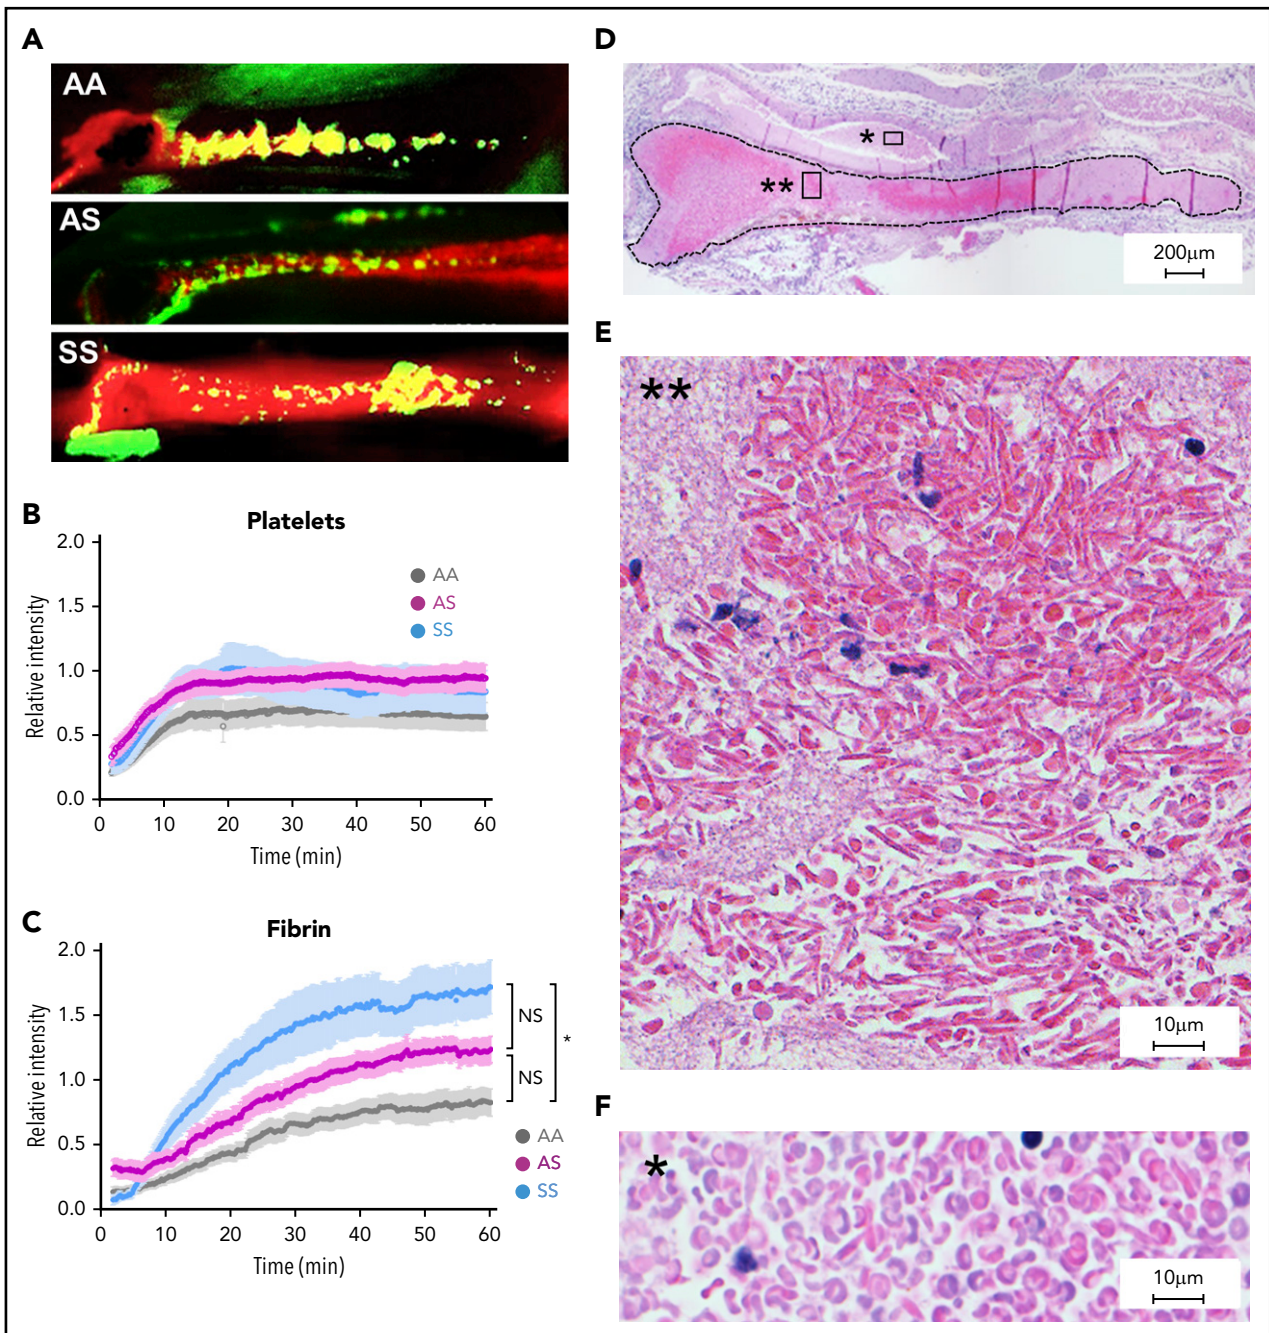 A
AA
AS
SS
B
Platelets
2.0
1.5
1.0
0.5
0.0
Relative intensity
AA
AS
SS
0 10 20 30 40 50 60
Time (min)
C
Fibrin
2.0
1.5
1.0
0.5
0.0
Relative intensity
NS
NS
*
AA
AS
SS
0 10 20 30 40 50 60
Time (min)
D
*
**
200μm
E
**
10μm
F
*
10μm